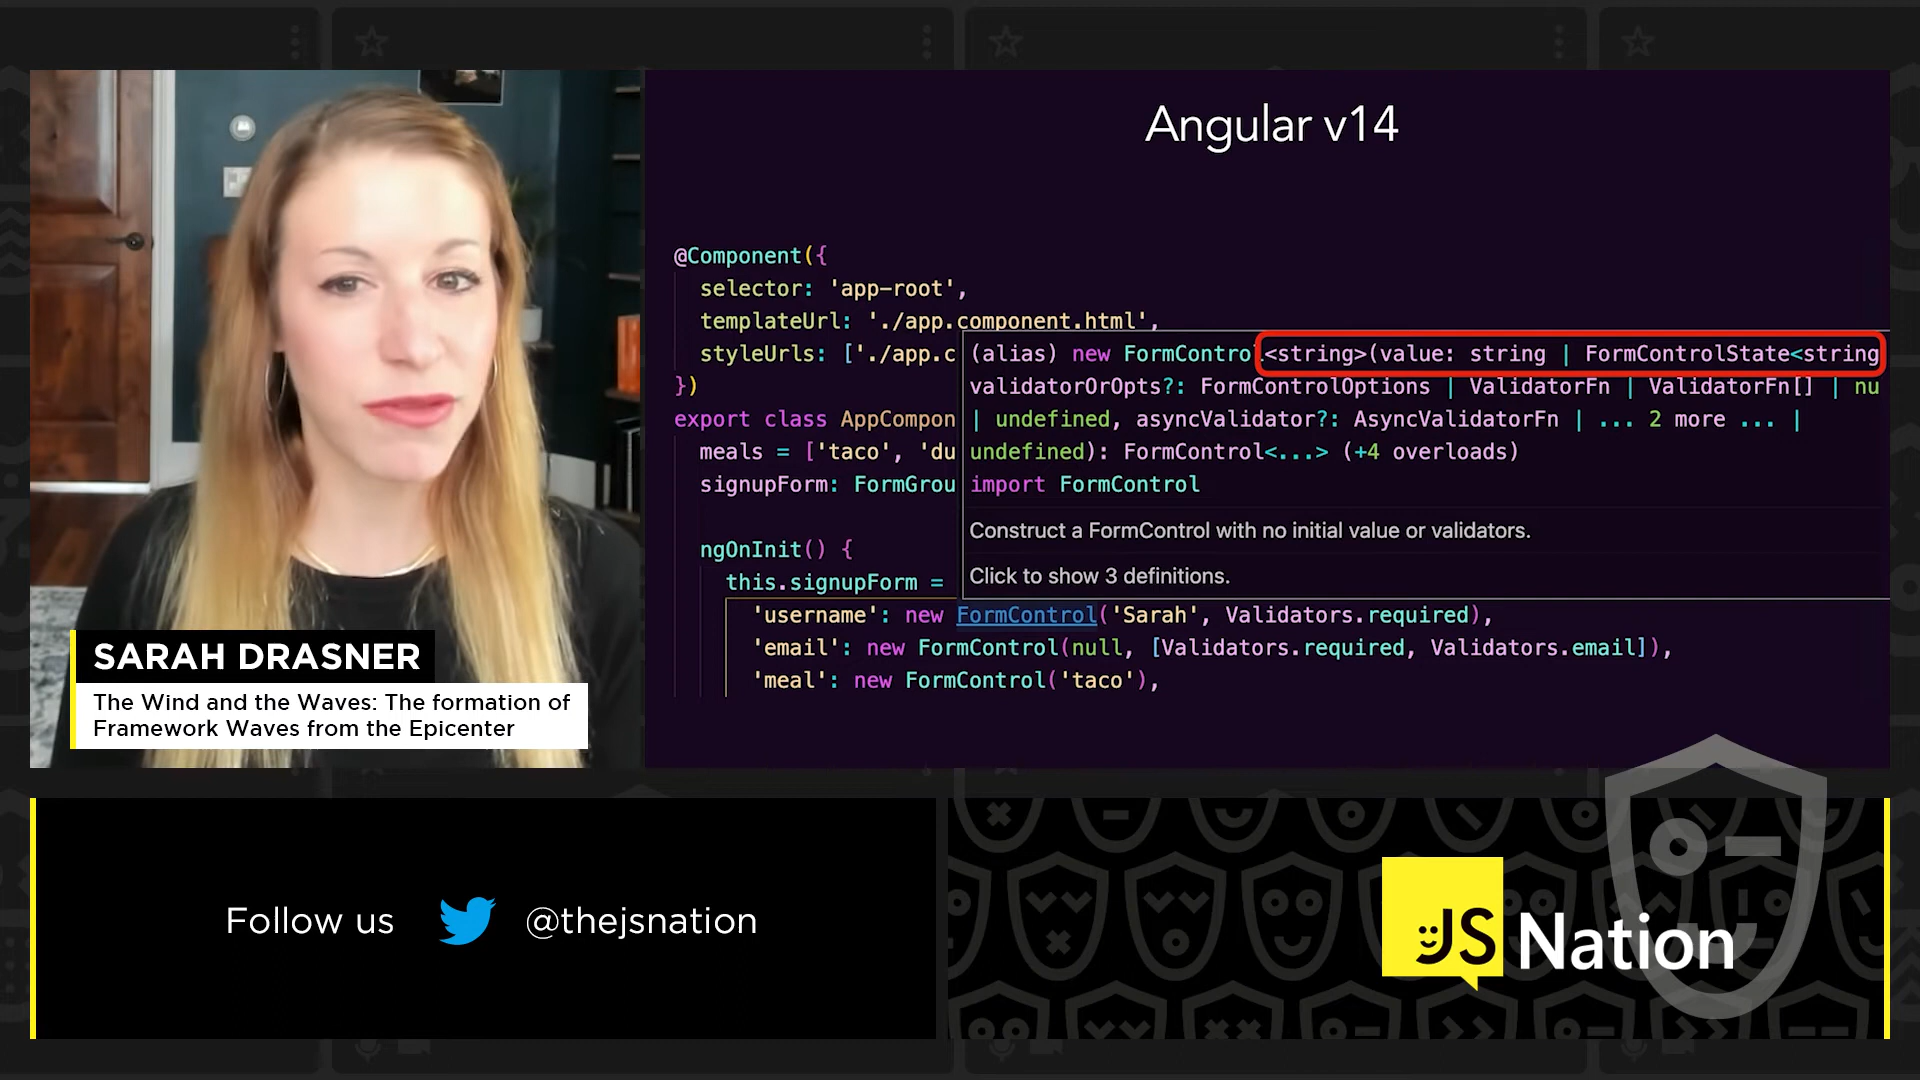 Angular v14
@Component({
selector: 'app-root',
templateUrl: './app.component.html',
styleUrls: ['./app.c
})
export class AppCompon
meals = ['taco', 'du
signupForm: FormGrou
ngOnInit() {
this.signupForm =
'username': new FormControl('Sarah', Validators.required),
'email': new FormControl(null, [Validators.required, Validators.email]),
'meal': new FormControl('taco'),
(alias) new FormControl<string>(value: string | FormControlState<string
validatorOrOpts?: FormControlOptions | ValidatorFn | ValidatorFn[] | nu
| undefined, asyncValidator?: AsyncValidatorFn | ... 2 more ... |
undefined): FormControl<...> (+4 overloads)
import FormControl
Construct a FormControl with no initial value or validators.
Click to show 3 definitions.
SARAH DRASNER
The Wind and the Waves: The formation of
Framework Waves from the Epicenter
Follow us @thejsnation
JS Nation